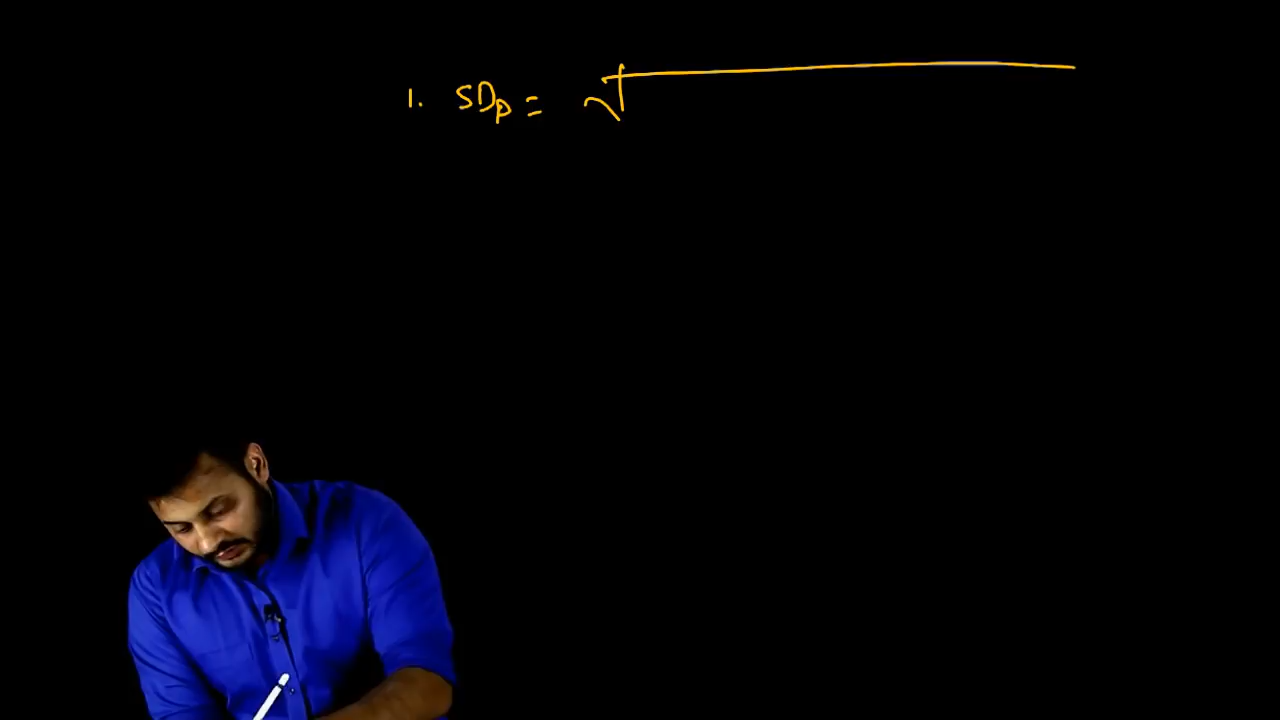 1. SDp = √